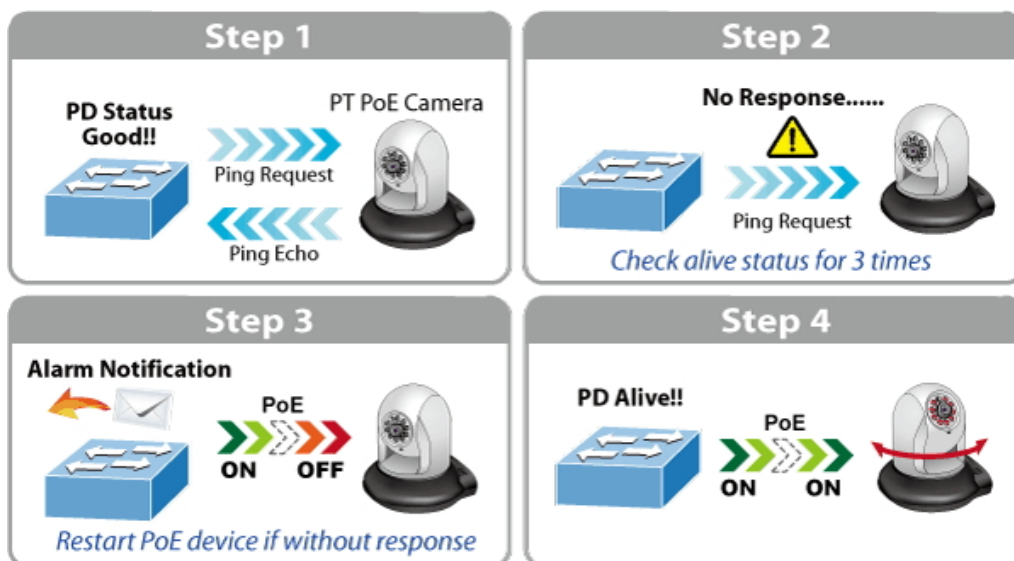 Step 1
PD Status
Good!!
PT PoE Camera
Ping Request
Ping Echo
Step 2
No Response......
Ping Request
Check alive status for 3 times
Step 3
Alarm Notification
PoE
ON OFF
Restart PoE device if without response
Step 4
PD Alive!!
PoE
ON ON